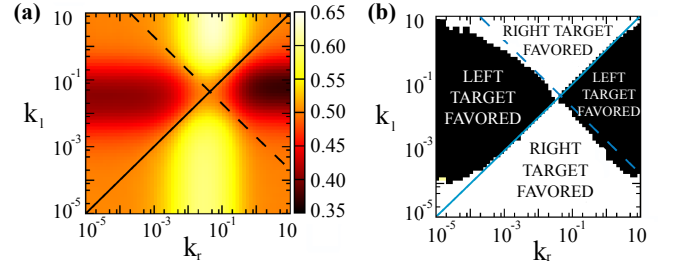 (a)
10
10⁻¹
k_l
10⁻³
10⁻⁵
10⁻⁵ 10⁻³ 10⁻¹ 10
k_r
0.65
0.60
0.55
0.50
0.45
0.40
0.35
(b)
10
10⁻¹
k_l
10⁻³
10⁻⁵
RIGHT TARGET
FAVORED
LEFT
TARGET
FAVORED
LEFT
TARGET
FAVORED
RIGHT
TARGET
FAVORED
10⁻⁵ 10⁻³ 10⁻¹ 10
k_r